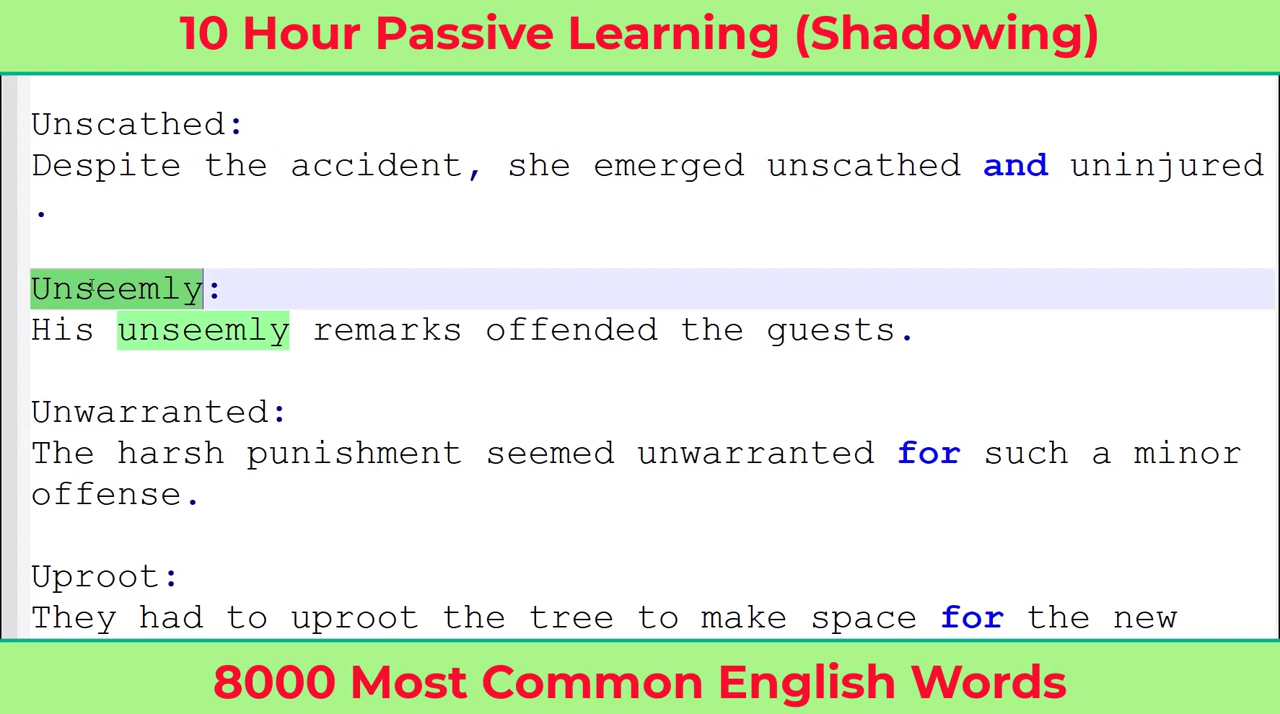 10 Hour Passive Learning (Shadowing)
Unscathed:
Despite the accident, she emerged unscathed and uninjured
.
Unseemly:
His unseemly remarks offended the guests.
Unwarranted:
The harsh punishment seemed unwarranted for such a minor
offense.
Uproot:
They had to uproot the tree to make space for the new
8000 Most Common English Words